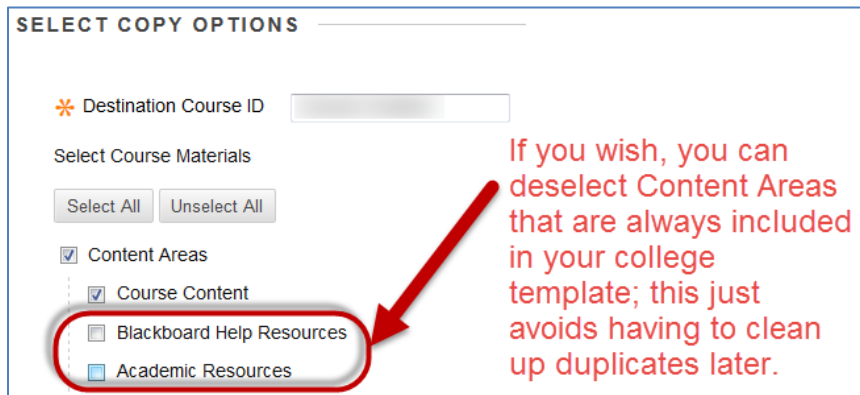 SELECT COPY OPTIONS
Destination Course ID
Select Course Materials
Select All Unselect All
Content Areas
Course Content
Blackboard Help Resources
Academic Resources
If you wish, you can
deselect Content Areas
that are always included
in your college
template; this just
avoids having to clean
up duplicates later.